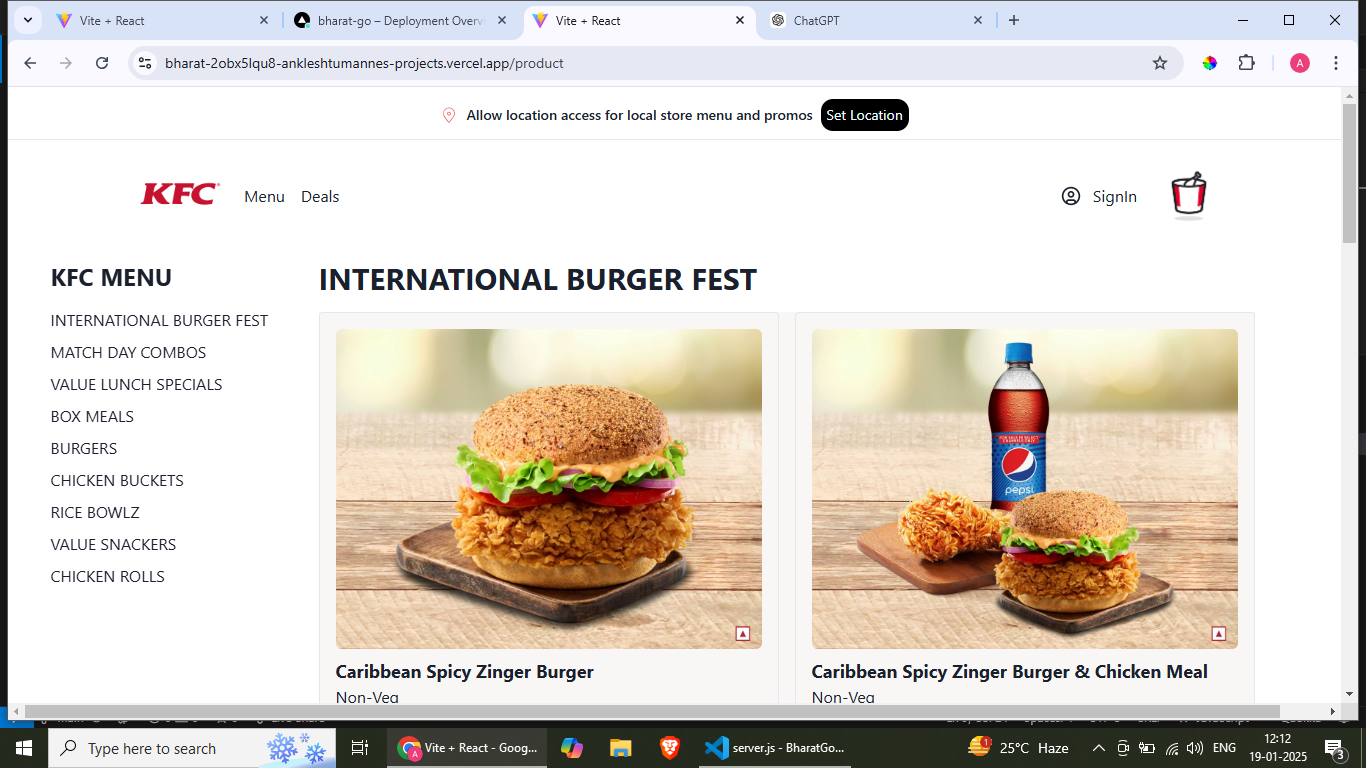 Vite + React
bharat-go – Deployment Overvi
Vite + React
ChatGPT
bharat-2obx5lqu8-ankleshtumannes-projects.vercel.app/product
A
Allow location access for local store menu and promos
Set Location
KFC
Menu
Deals
SignIn
KFC MENU
INTERNATIONAL BURGER FEST
MATCH DAY COMBOS
VALUE LUNCH SPECIALS
BOX MEALS
BURGERS
CHICKEN BUCKETS
RICE BOWLZ
VALUE SNACKERS
CHICKEN ROLLS
INTERNATIONAL BURGER FEST
pepsi
Caribbean Spicy Zinger Burger
Non-Veg
Caribbean Spicy Zinger Burger & Chicken Meal
Non-Veg
Type here to search
A
Vite + React - Goog...
server.js - BharatGo...
1
25°C Haze
ENG
12:12
19-01-2025
3